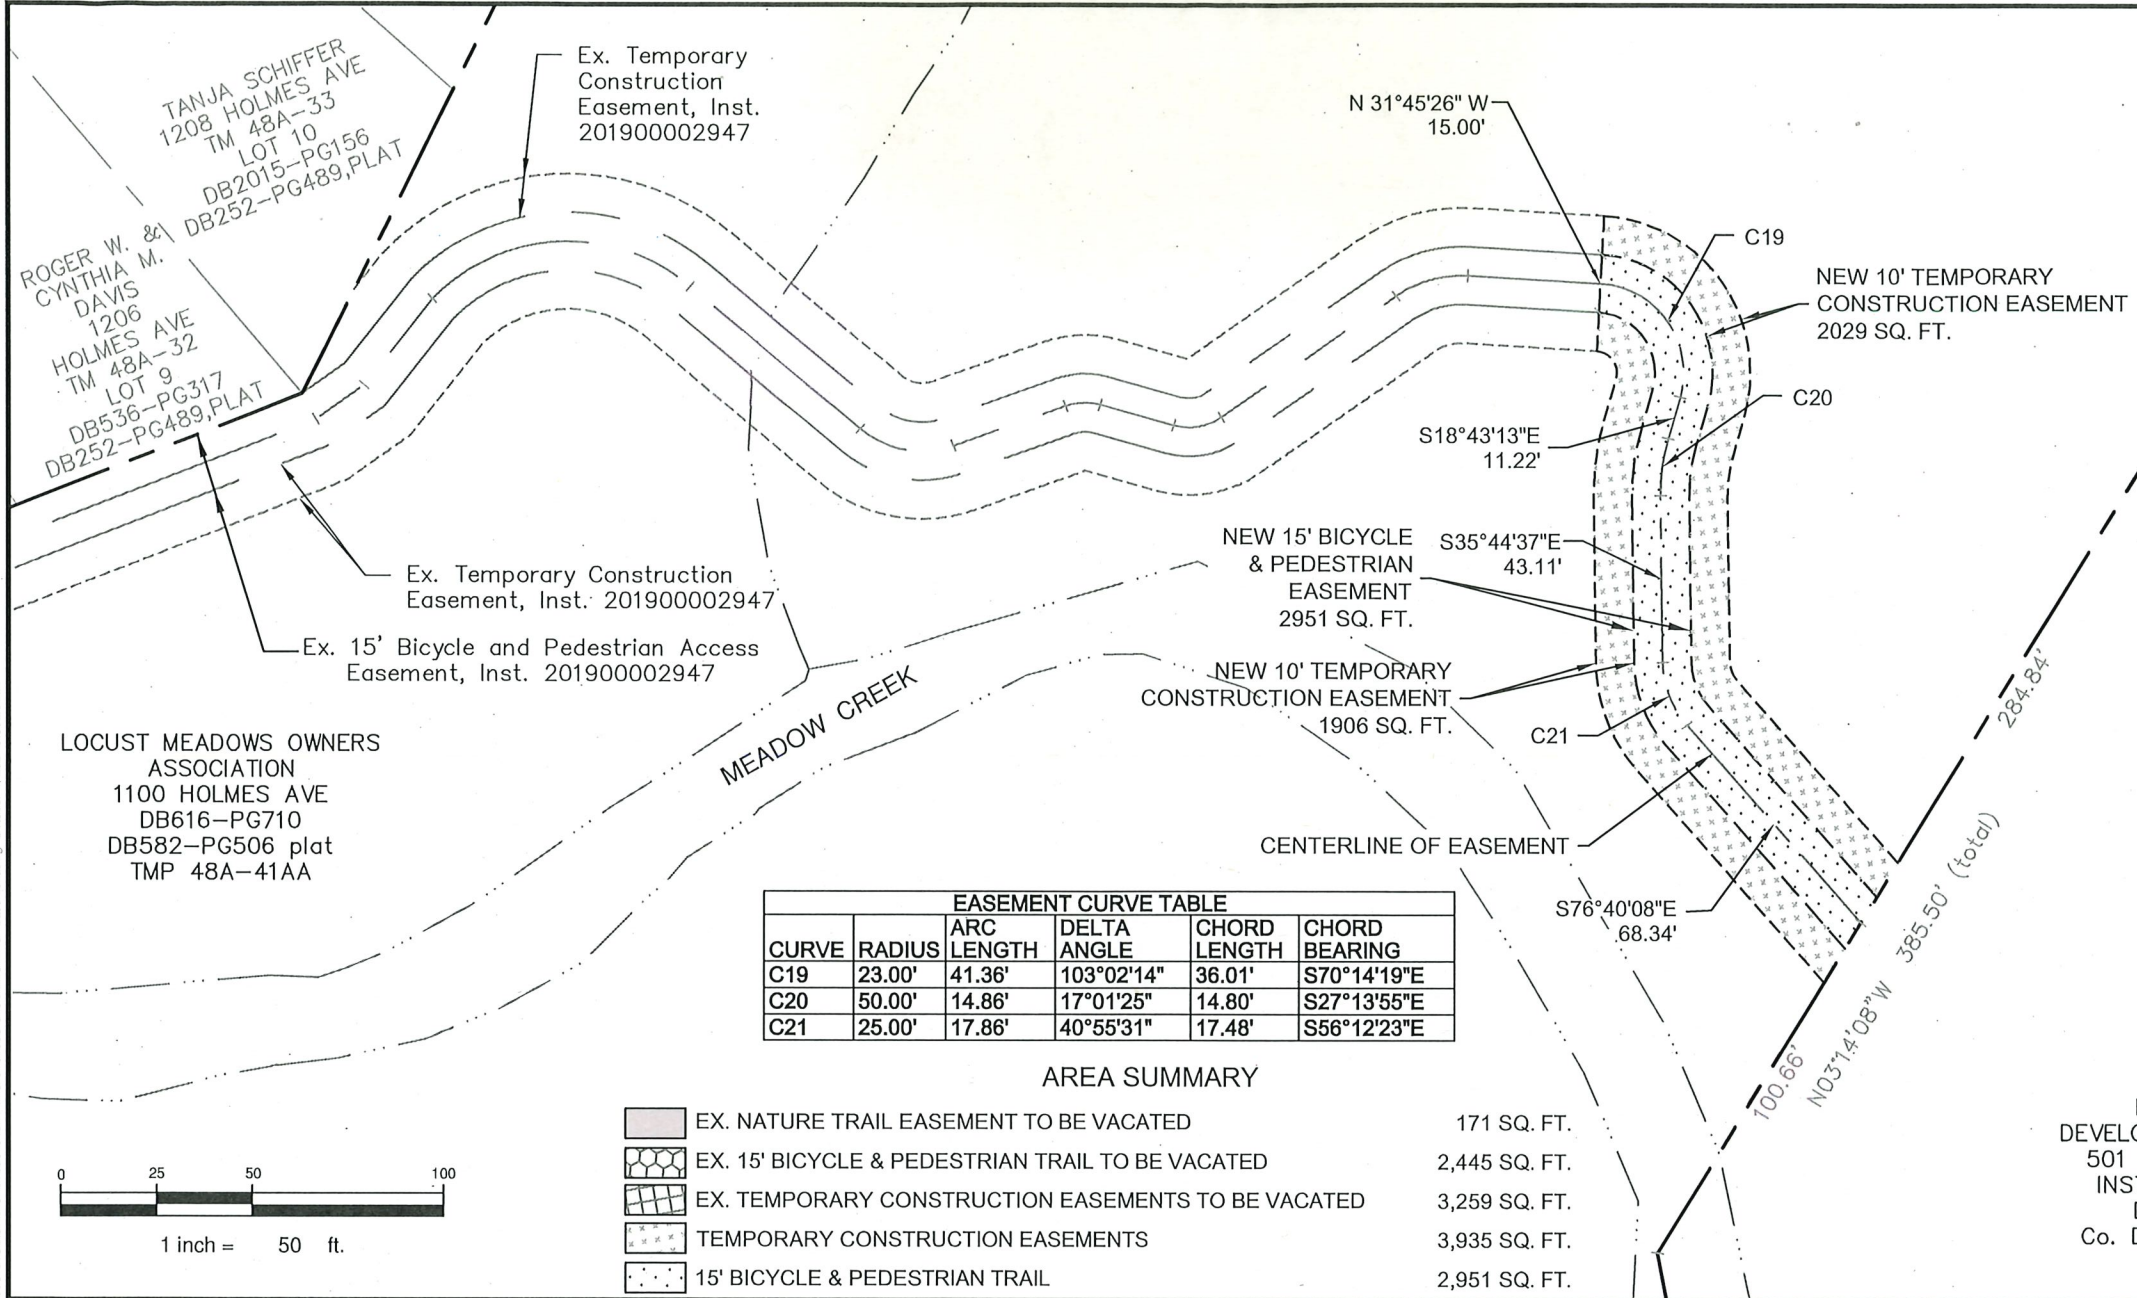 TANJA SCHIFFER
1208 HOLMES AVE
TM 48A-33
LOT 10
DB2015-PG156
DB252-PG489,PLAT
ROGER W. &
CYNTHIA M.
DAVIS
1206
HOLMES AVE
TM 48A-32
LOT 9
DB536-PG317
DB252-PG489,PLAT
Ex. Temporary
Construction
Easement, Inst.
201900002947
N 31°45'26" W
15.00'
C19
NEW 10' TEMPORARY
CONSTRUCTION EASEMENT
2029 SQ. FT.
C20
S18°43'13"E
11.22'
NEW 15' BICYCLE
& PEDESTRIAN
EASEMENT
2951 SQ. FT.
S35°44'37"E
43.11'
Ex. Temporary Construction
Easement, Inst. 201900002947
Ex. 15' Bicycle and Pedestrian Access
Easement, Inst. 201900002947
NEW 10' TEMPORARY
CONSTRUCTION EASEMENT
1906 SQ. FT.
C21
284.84'
MEADOW CREEK
LOCUST MEADOWS OWNERS
ASSOCIATION
1100 HOLMES AVE
DB616-PG710
DB582-PG506 plat
TMP 48A-41AA
CENTERLINE OF EASEMENT
S76°40'08"E
68.34'
N03°14'08"W 385.50' (total)
100.66'
EASEMENT CURVE TABLE
CURVE RADIUS ARC LENGTH DELTA ANGLE CHORD LENGTH CHORD BEARING
C19 23.00' 41.36' 103°02'14" 36.01' S70°14'19"E
C20 50.00' 14.86' 17°01'25" 14.80' S27°13'55"E
C21 25.00' 17.86' 40°55'31" 17.48' S56°12'23"E
AREA SUMMARY
EX. NATURE TRAIL EASEMENT TO BE VACATED 171 SQ. FT.
EX. 15' BICYCLE & PEDESTRIAN TRAIL TO BE VACATED 2,445 SQ. FT.
EX. TEMPORARY CONSTRUCTION EASEMENTS TO BE VACATED 3,259 SQ. FT.
TEMPORARY CONSTRUCTION EASEMENTS 3,935 SQ. FT.
15' BICYCLE & PEDESTRIAN TRAIL 2,951 SQ. FT.
0 25 50 100
1 inch = 50 ft.
501
Co.